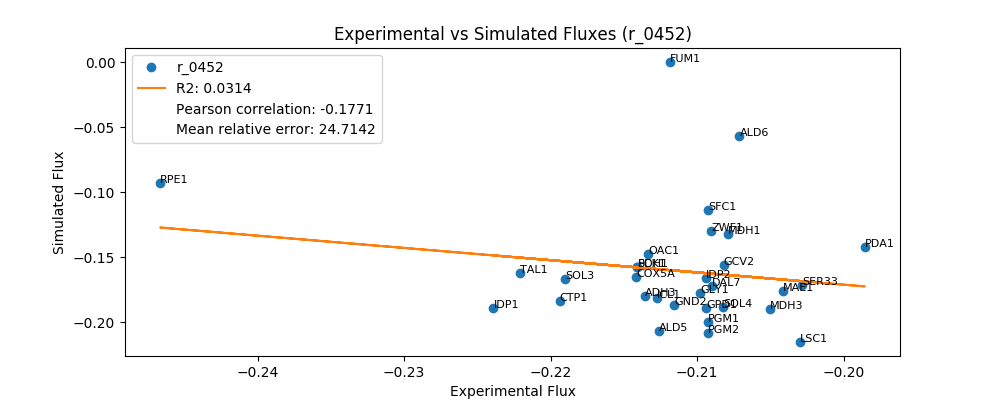 Experimental vs Simulated Fluxes (r_0452)
r_0452
R2: 0.0314
Pearson correlation: -0.1771
Mean relative error: 24.7142
Simulated Flux
0.00
−0.05
−0.10
−0.15
−0.20
FUM1
ALD6
RPE1
SFC1
ZWF1
MDH1
PDA1
OAC1
GCV2
TAL1
COX5A
SOL3
IDP2
DAL7
SER33
GLY1
MAE1
ADH3
ICL1
CTP1
GND2
IDP1
GPD1
SOL4
MDH3
PGM1
ALD5
PGM2
LSC1
−0.24
−0.23
−0.22
−0.21
−0.20
Experimental Flux